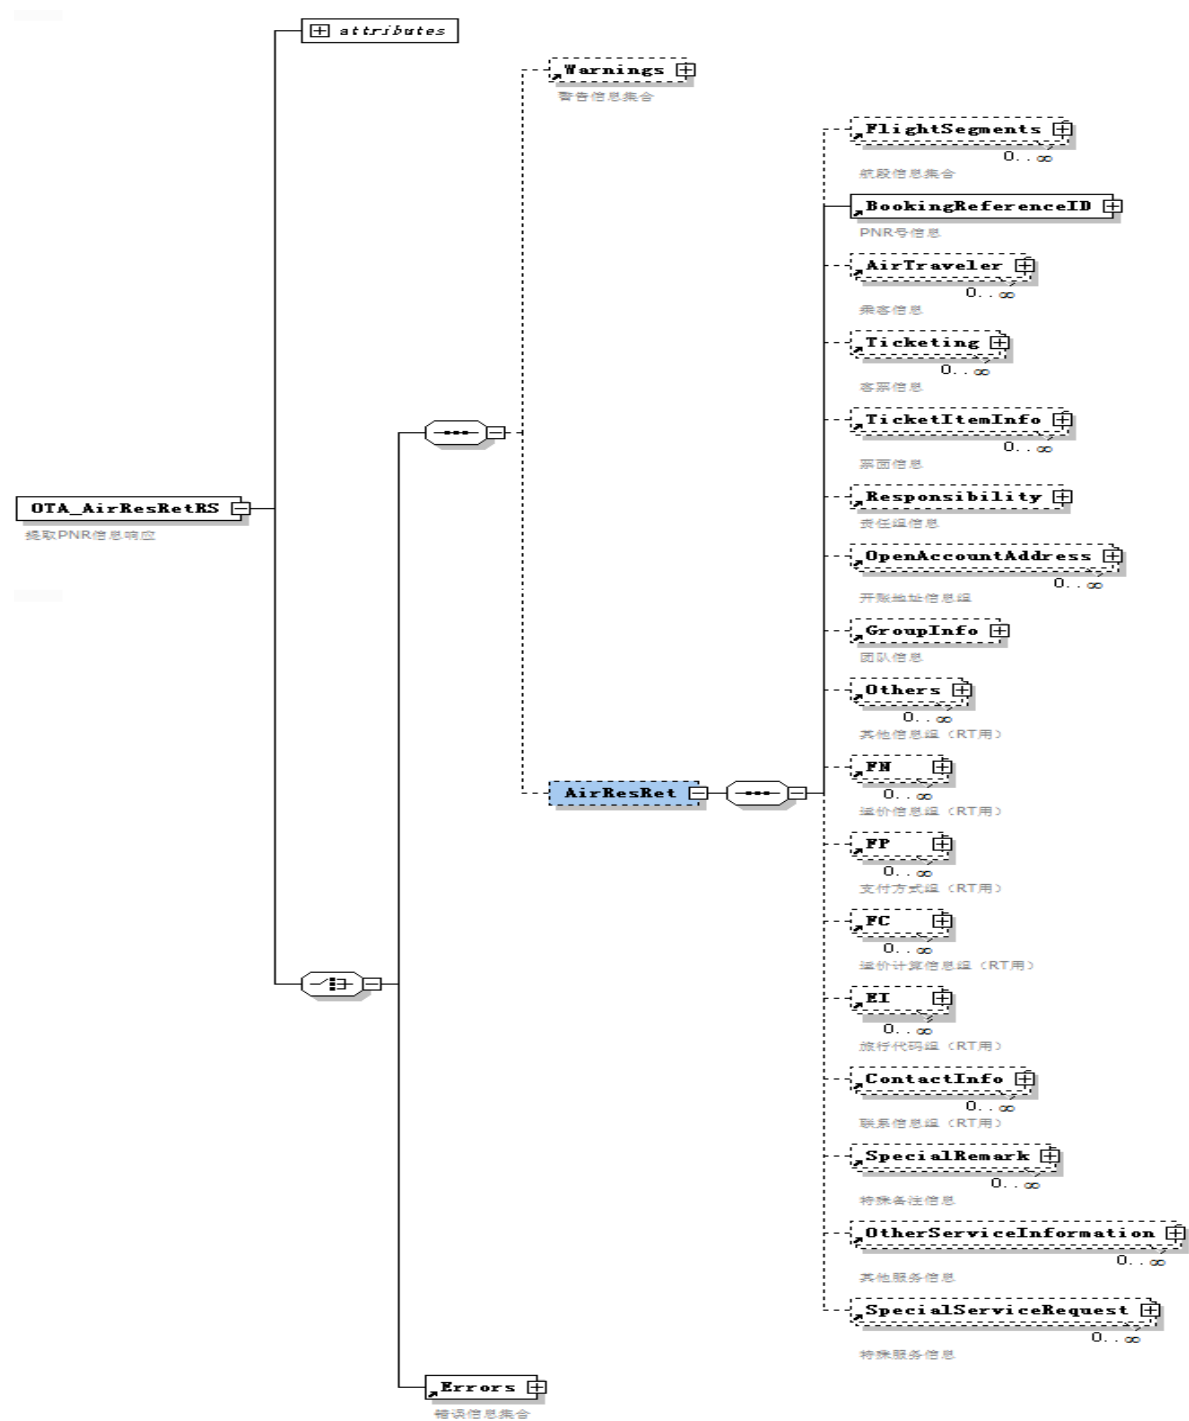 attributes
Warnings
警告信息集合
FlightSegments
0..∞
航段信息集合
BookingReferenceID
PNR号信息
AirTraveler
0..∞
乘客信息
Ticketing
0..∞
客票信息
TicketItemInfo
0..∞
票面信息
Responsibility
责任组信息
OpenAccountAddress
0..∞
开账地址信息组
GroupInfo
团队信息
Others
0..∞
其他信息组（RT用）
FN
0..∞
运价信息组（RT用）
FP
0..∞
支付方式组（RT用）
FC
0..∞
运价计算信息组（RT用）
EI
0..∞
旅行代码组（RT用）
ContactInfo
0..∞
联系信息组（RT用）
SpecialRemark
0..∞
特殊备注信息
OtherServiceInformation
0..∞
其他服务信息
SpecialServiceRequest
0..∞
特殊服务信息
AirResRet
OTA_AirResRetRS
提取PNR信息响应
Errors
错误信息集合